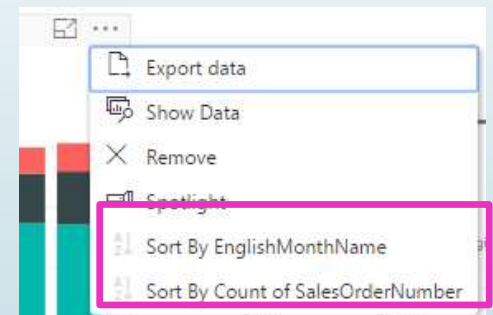 Export data
Show Data
Remove
Spotlight
Sort By EnglishMonthName
Sort By Count of SalesOrderNumber